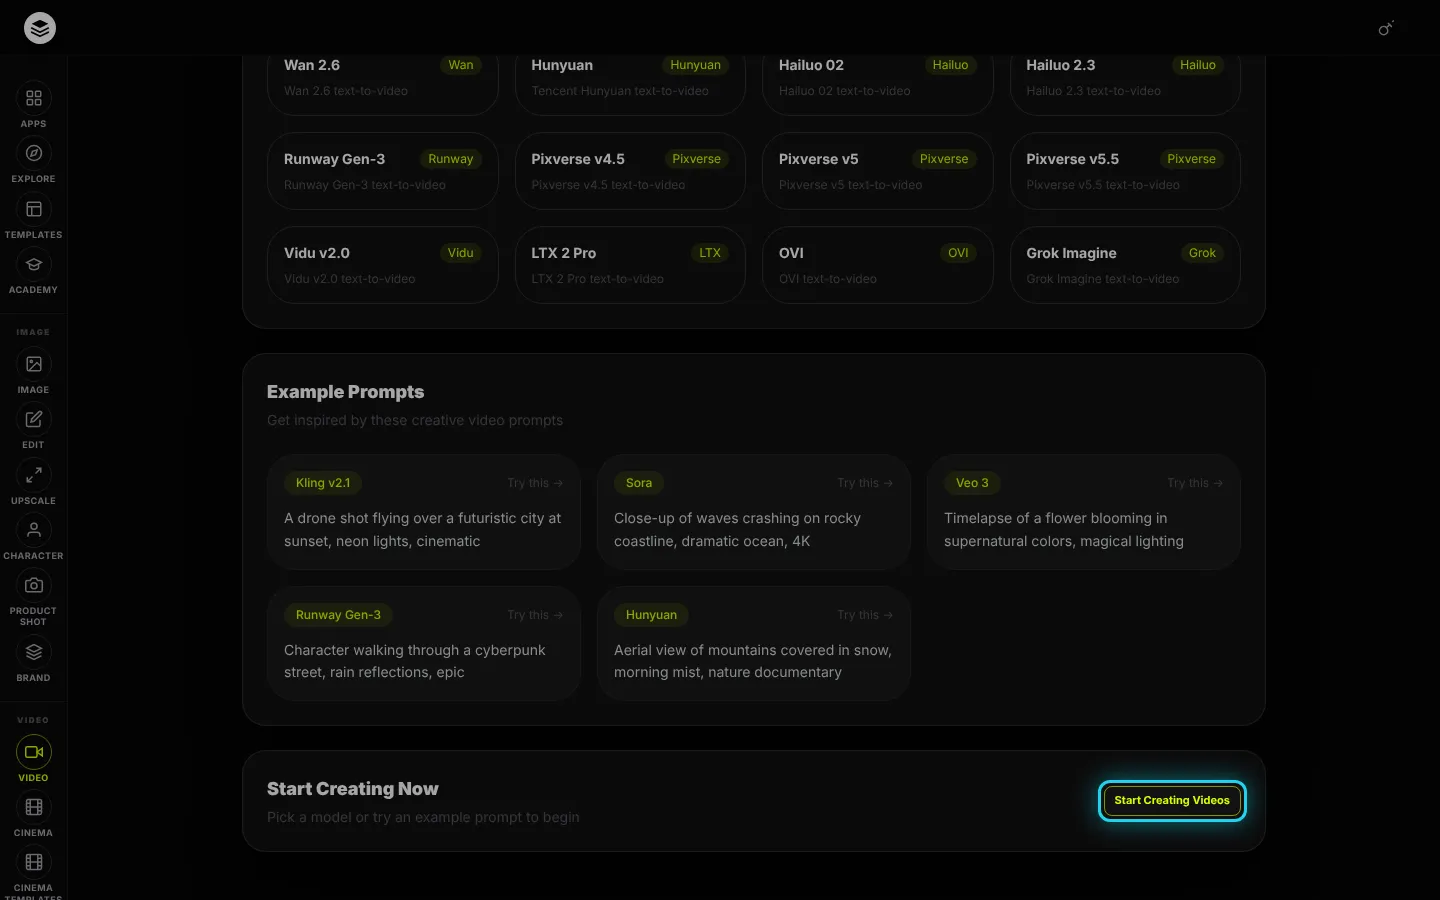 Wan 2.6
Wan
Wan 2.6 text-to-video
Hunyuan
Hunyuan
Tencent Hunyuan text-to-video
Hailuo 02
Hailuo
Hailuo 02 text-to-video
Hailuo 2.3
Hailuo
Hailuo 2.3 text-to-video
Runway Gen-3
Runway
Runway Gen-3 text-to-video
Pixverse v4.5
Pixverse
Pixverse v4.5 text-to-video
Pixverse v5
Pixverse
Pixverse v5 text-to-video
Pixverse v5.5
Pixverse
Pixverse v5.5 text-to-video
Vidu v2.0
Vidu
Vidu v2.0 text-to-video
LTX 2 Pro
LTX
LTX 2 Pro text-to-video
OVI
OVI
OVI text-to-video
Grok Imagine
Grok
Grok Imagine text-to-video
APPS
EXPLORE
TEMPLATES
ACADEMY
IMAGE
IMAGE
EDIT
UPSCALE
CHARACTER
PRODUCT
SHOT
BRAND
VIDEO
VIDEO
CINEMA
CINEMA
TEMPLATES
Example Prompts
Get inspired by these creative video prompts
Kling v2.1
Try this →
A drone shot flying over a futuristic city at
sunset, neon lights, cinematic
Sora
Try this →
Close-up of waves crashing on rocky
coastline, dramatic ocean, 4K
Veo 3
Try this →
Timelapse of a flower blooming in
supernatural colors, magical lighting
Runway Gen-3
Try this →
Character walking through a cyberpunk
street, rain reflections, epic
Hunyuan
Try this →
Aerial view of mountains covered in snow,
morning mist, nature documentary
Start Creating Now
Pick a model or try an example prompt to begin
Start Creating Videos